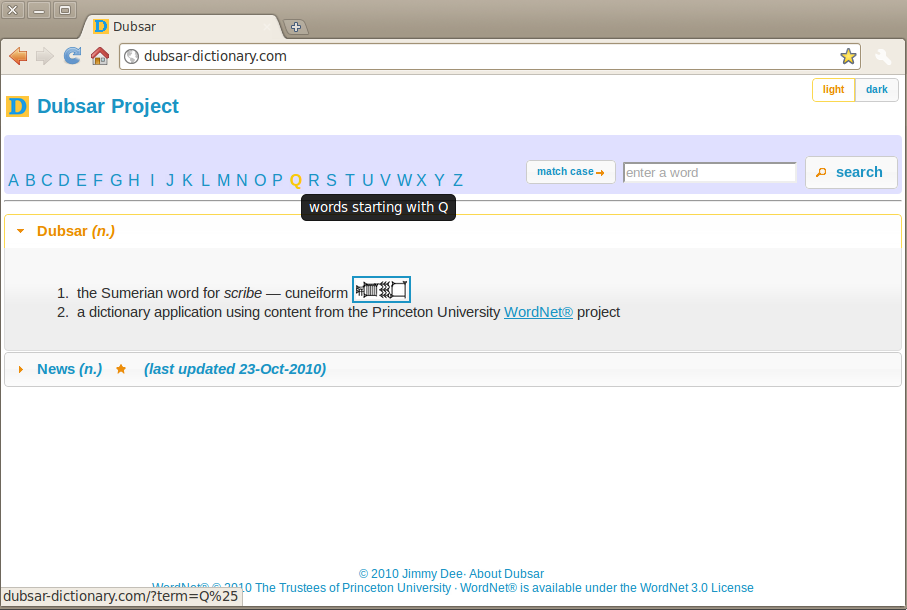 Dubsar
dubsar-dictionary.com
light dark
D Dubsar Project
A B C D E F G H I J K L M N O P Q R S T U V W X Y Z
match case enter a word search
words starting with Q
Dubsar (n.)
1. the Sumerian word for scribe — cuneiform
2. a dictionary application using content from the Princeton University WordNet® project
News (n.) (last updated 23-Oct-2010)
© 2010 Jimmy Dee· About Dubsar
WordNet® © 2010 The Trustees of Princeton University · WordNet® is available under the WordNet 3.0 License
dubsar-dictionary.com/?term=Q%25